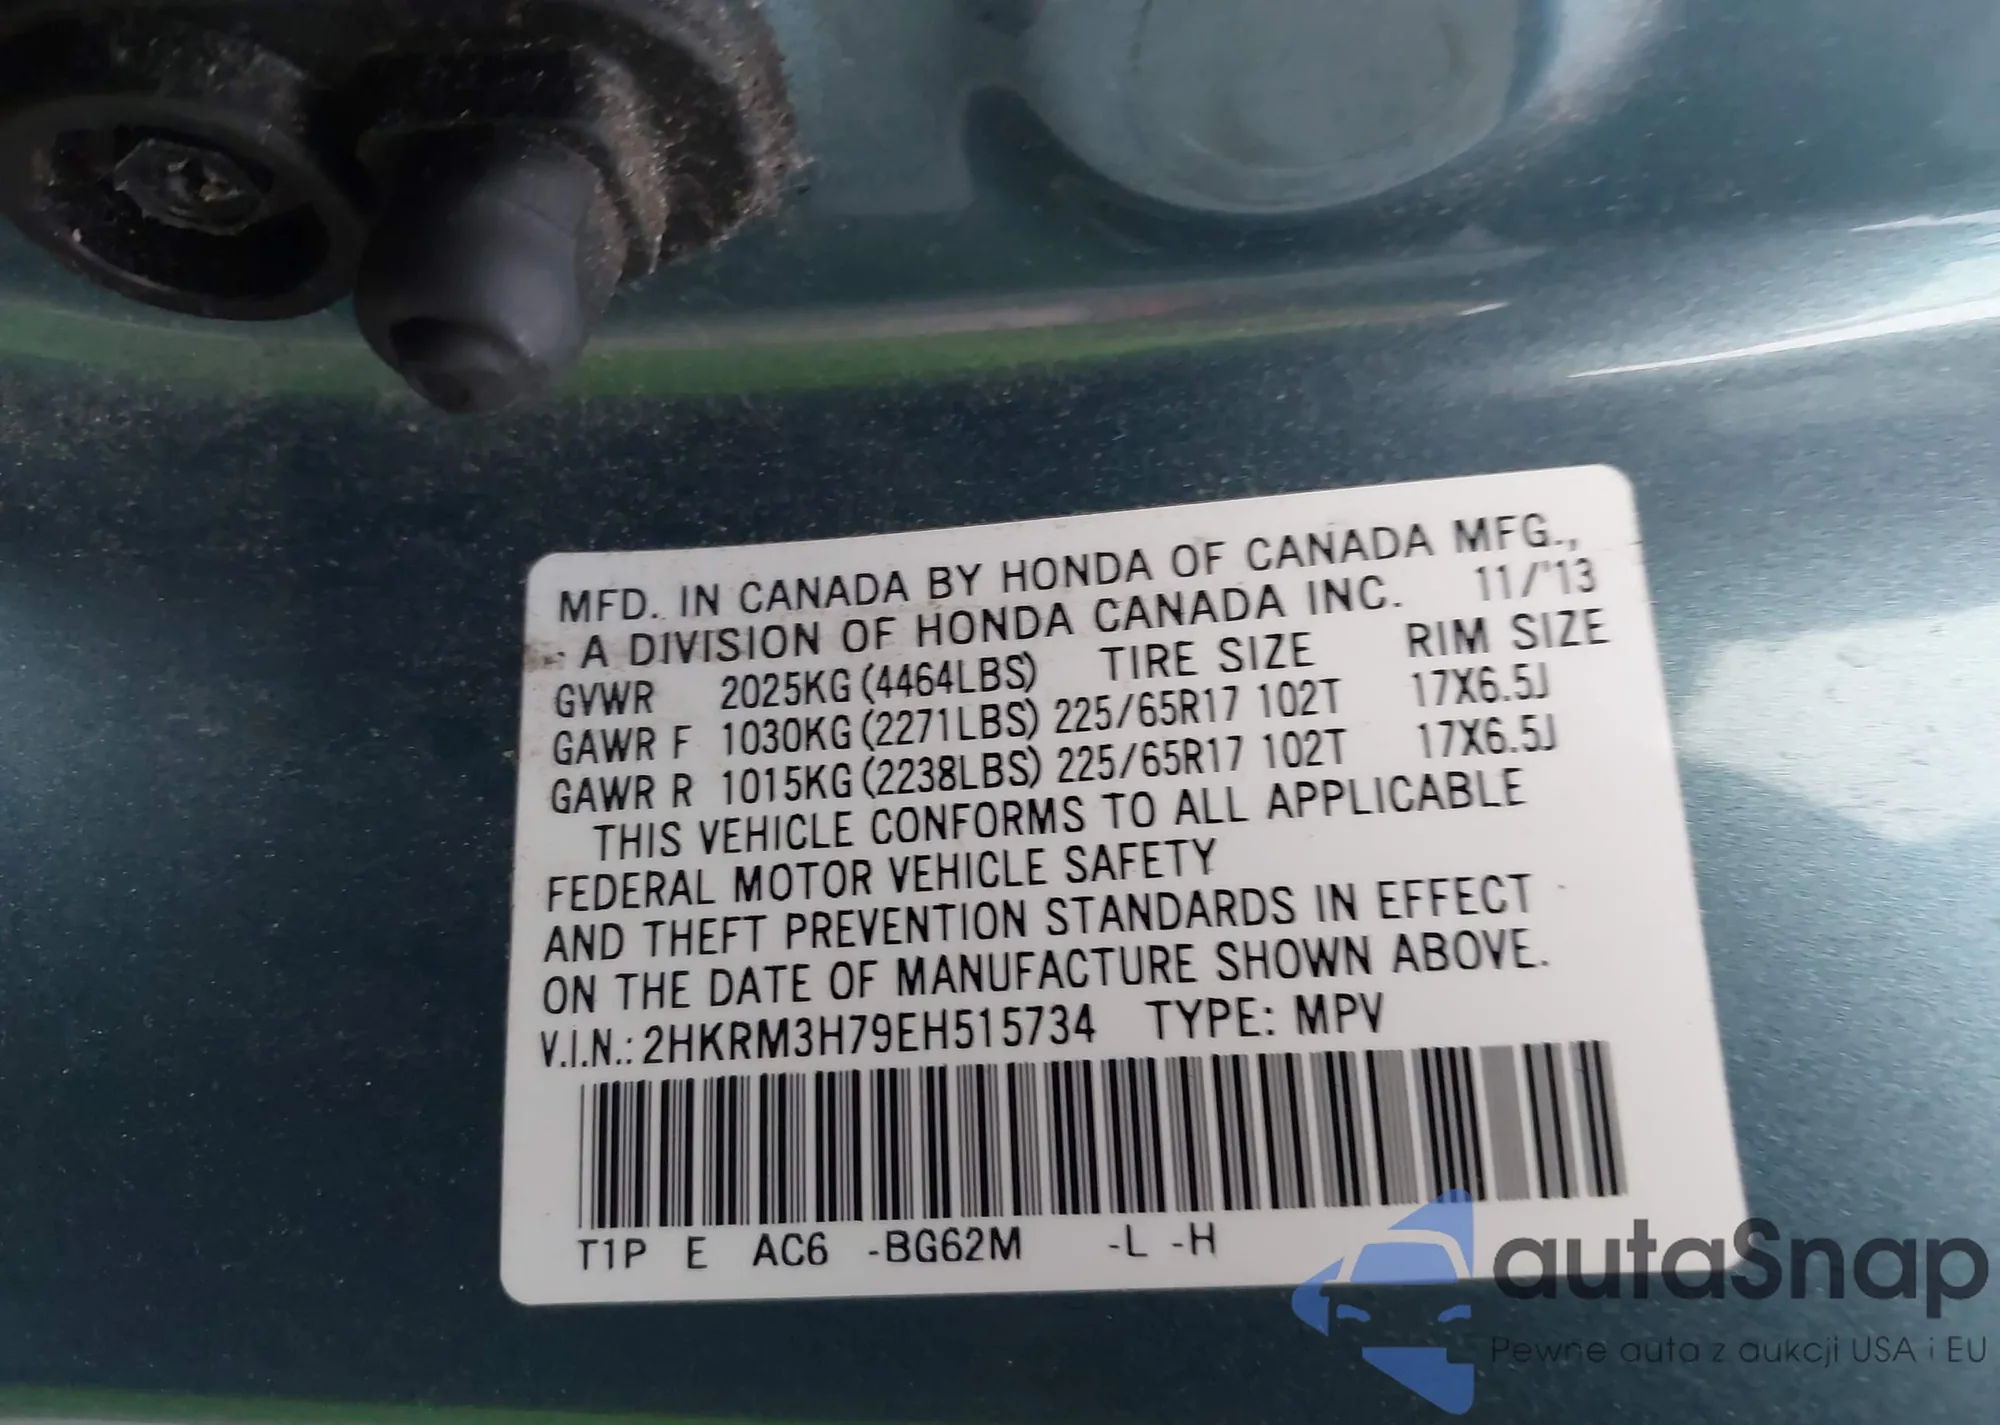 MFD. IN CANADA BY HONDA OF CANADA MFG.,
A DIVISION OF HONDA CANADA INC. 11/'13
GVWR 2025KG (4464LBS) TIRE SIZE RIM SIZE
GAWR F 1030KG (2271LBS) 225/65R17 102T 17X6.5J
GAWR R 1015KG (2238LBS) 225/65R17 102T 17X6.5J
THIS VEHICLE CONFORMS TO ALL APPLICABLE
FEDERAL MOTOR VEHICLE SAFETY
AND THEFT PREVENTION STANDARDS IN EFFECT
ON THE DATE OF MANUFACTURE SHOWN ABOVE.
V.I.N.: 2HKRM3H79EH515734 TYPE: MPV
T1P E AC6 -BG62M -L -H
autaSnap
Pewne auta z aukcji USA i EU